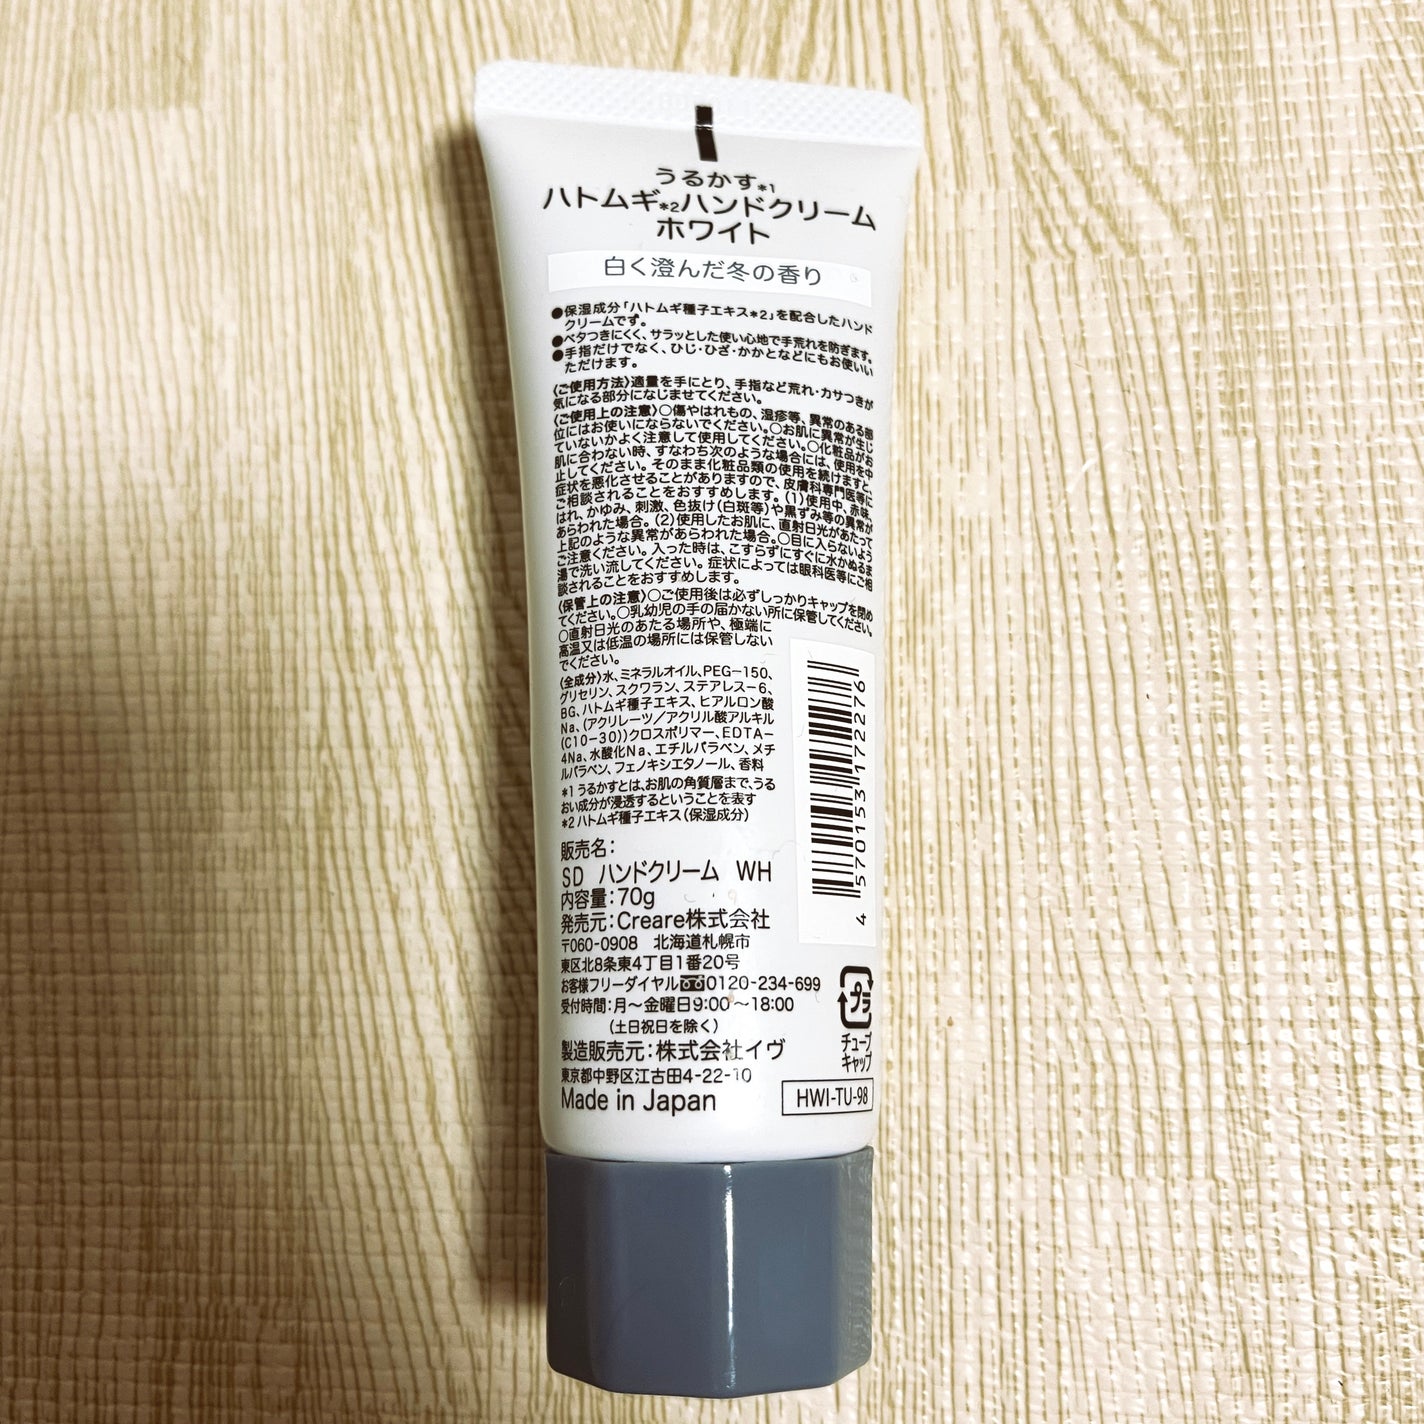 うるかす*1
ハトムギ*2ハンドクリーム
ホワイト
白く澄んだ冬の香り
●保湿成分「ハトムギ種子エキス*2」を配合したハンド
クリームです。
●ベタつきにくく、サラッとした使い心地で手荒れを防ぎます。
●手指だけでなく、ひじ・ひざ・かかとなどにもお使いい
ただけます。
〈ご使用方法〉適量を手にとり、手指など荒れ・カサつきが
気になる部分になじませてください。
〈ご使用上の注意〉○傷やはれもの、湿疹等、異常のある部
位にはお使いにならないでください。○お肌に異常が生じ
ていないかよく注意して使用してください。○化粧品がお
肌に合わない時、すなわち次のような場合には、使用を中
止してください。そのまま化粧品類の使用を続けますと、
症状を悪化させることがありますので、皮膚科専門医等に
ご相談されることをおすすめします。(1)使用中、赤味、
はれ、かゆみ、刺激、色抜け(白斑等)や黒ずみ等の異常が
あらわれた場合。(2)使用したお肌に、直射日光があたって
上記のような異常があらわれた場合。○目に入らないよう
ご注意ください。入った時は、こすらずにすぐに水かぬるま
湯で洗い流してください。症状によっては眼科医等にご相
談されることをおすすめします。
〈保管上の注意〉○ご使用後は必ずしっかりキャップを閉め
てください。○乳幼児の手の届かない所に保管してください。
○直射日光のあたる場所や、極端に
高温又は低温の場所には保管しない
でください。
〈全成分〉水、ミネラルオイル、PEG－150、
グリセリン、スクワラン、ステアレス－6、
BG、ハトムギ種子エキス、ヒアルロン酸
Na、(アクリレーツ／アクリル酸アルキル
(C10－30))クロスポリマー、EDTA－
4Na、水酸化Na、エチルパラベン、メチ
ルパラベン、フェノキシエタノール、香料
*1 うるかすとは、お肌の角質層まで、うる
おい成分が浸透するということを表す
*2 ハトムギ種子エキス(保湿成分)
販売名：
SD ハンドクリーム WH
内容量：70g
発売元：Creare株式会社
〒060-0908 北海道札幌市
東区北8条東4丁目1番20号
お客様フリーダイヤル0120-234-699
受付時間：月～金曜日9:00～18:00
(土日祝日を除く)
製造販売元：株式会社イヴ
東京都中野区江古田4-22-10
Made in Japan
4 570153 172276
プラ
チューブ
キャップ
HWI-TU-98